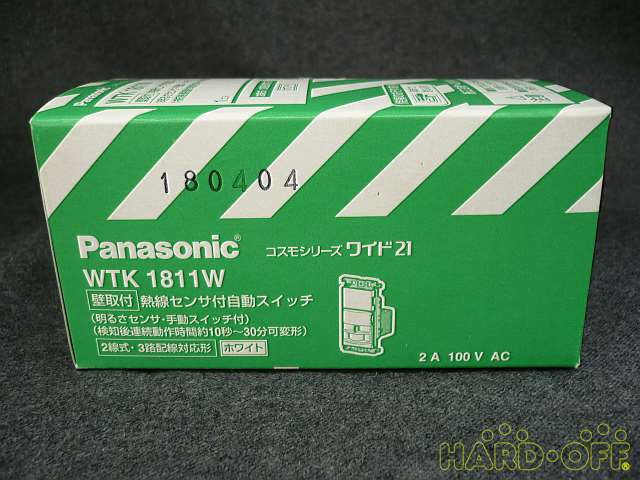 Panasonic
180404
Panasonic® コスモシリーズ ワイド21
WTK 1811W
壁取付 熱線センサ付自動スイッチ
(明るさセンサ・手動スイッチ付)
(検知後連続動作時間約10秒~30分可変形)
2線式・3路配線対応形 ホワイト
2 A 100 V AC
HARD·OFF